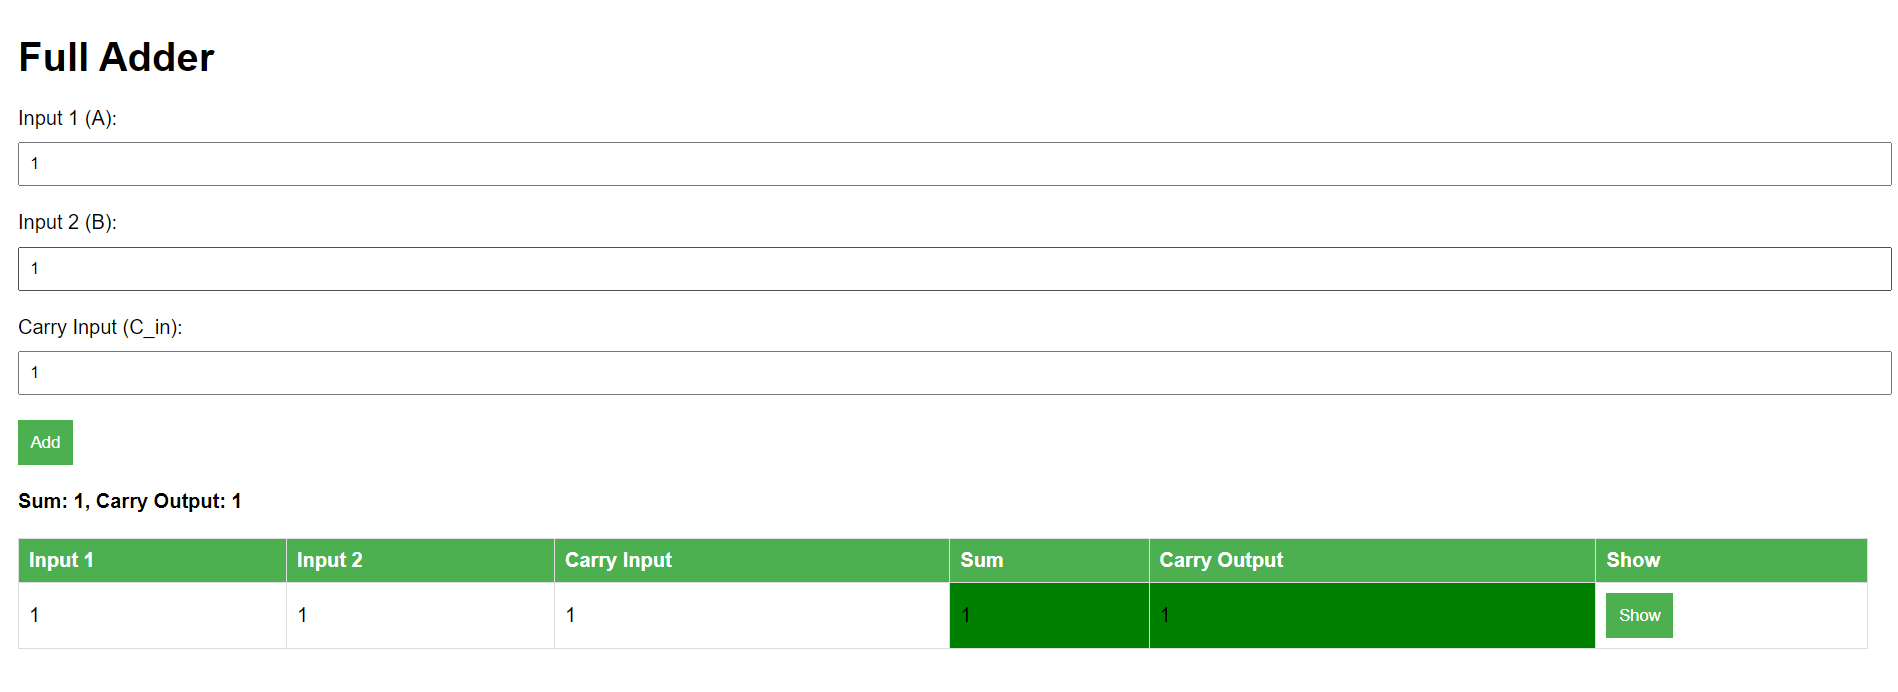 Full Adder
Input 1 (A):
1
Input 2 (B):
1
Carry Input (C_in):
1
Add
Sum: 1, Carry Output: 1
Input 1 Input 2 Carry Input Sum Carry Output Show
1 1 1 1 1 Show